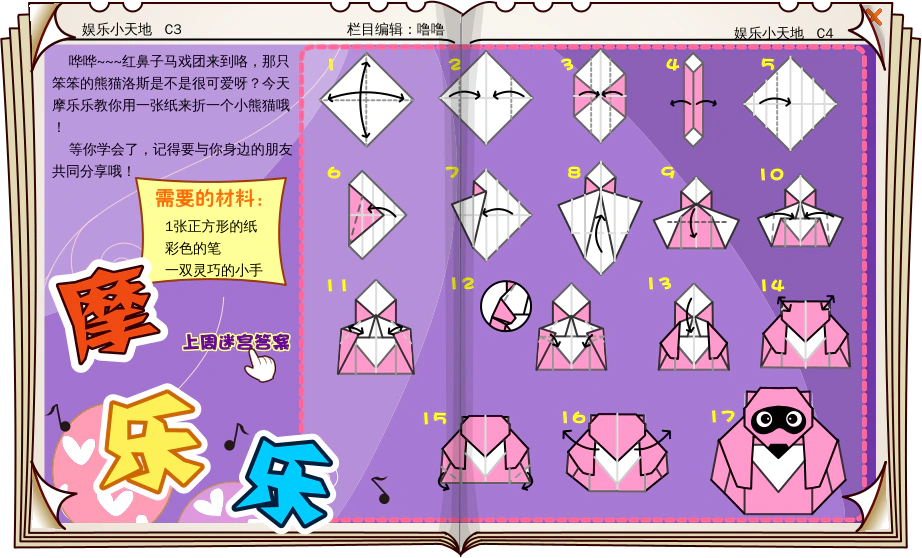 娱乐小天地　C3
栏目编辑：噜噜
娱乐小天地　C4
哗哗~~~红鼻子马戏团来到咯，那只
笨笨的熊猫洛斯是不是很可爱呀？今天
摩乐乐教你用一张纸来折一个小熊猫哦
！
等你学会了，记得要与你身边的朋友
共同分享哦！
需要的材料：
1张正方形的纸
彩色的笔
一双灵巧的小手
摩
乐
乐
上周迷宫答案
1
2
3
4
5
6
7
8
9
10
11
12
13
14
15
16
17